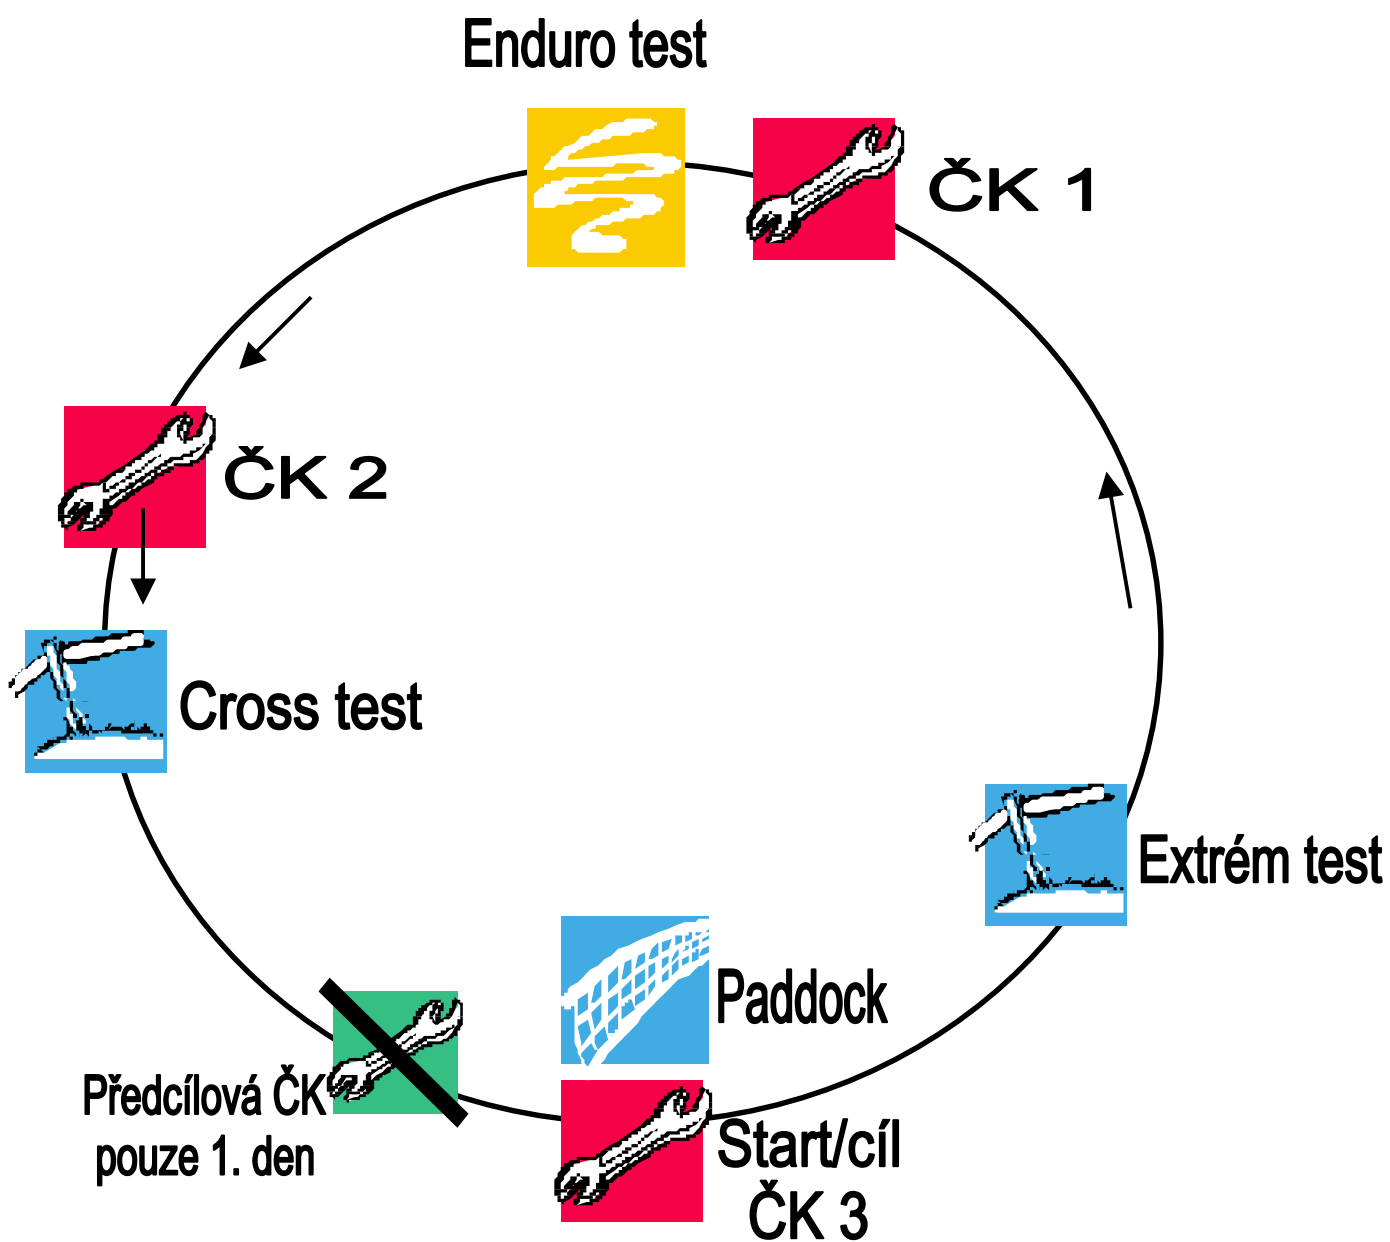 Enduro test
ČK 1
ČK 2
Cross test
Extrém test
Paddock
Předcílová ČK
pouze 1. den
Start/cíl
ČK 3